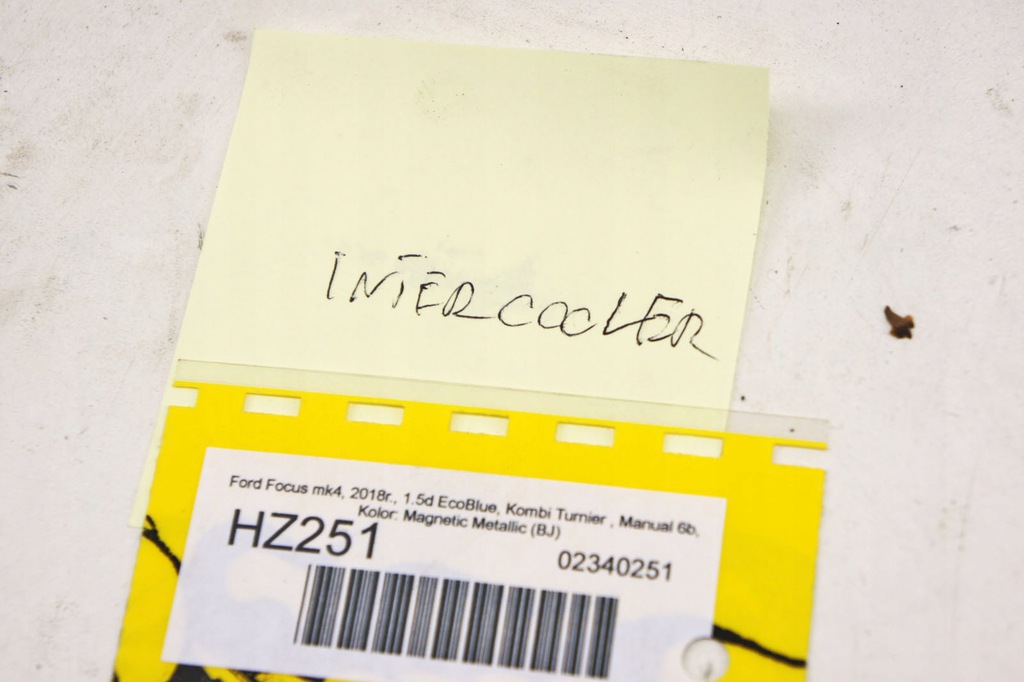 INTERCOOLER
Ford Focus mk4, 2018r., 1.5d EcoBlue, Kombi Turnier , Manual 6b,
Kolor: Magnetic Metallic (BJ)
HZ251
02340251